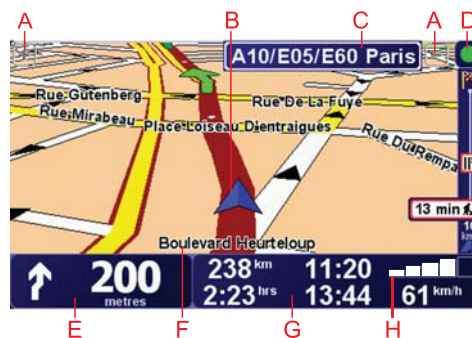 A B C A D
A10/E05/E60 Paris
Rue Gutenberg
Rue De La Fuye
Rue Mirabeau
Place Loiseau D'entraigues
Rue Du Rempa
13 min
Boulevard Heurteloup
200
metres
238 km 11:20
2:23 hrs 13:44 61 km/h
E F G H